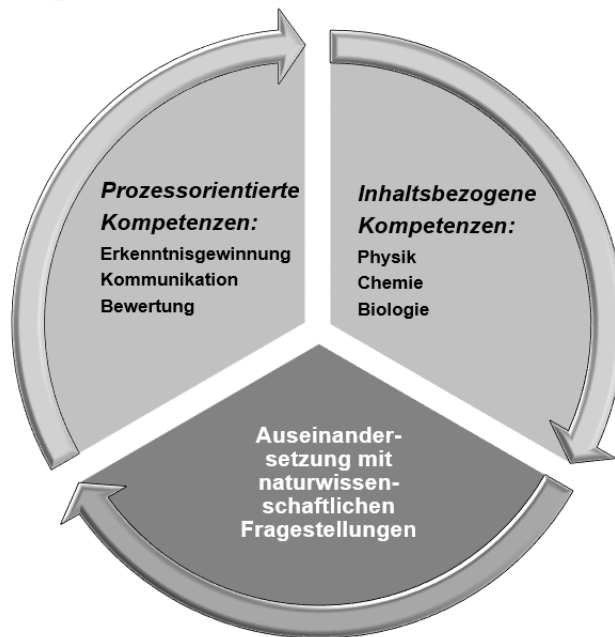 Prozessorientierte
Kompetenzen:
Erkenntnisgewinnung
Kommunikation
Bewertung
Inhaltsbezogene
Kompetenzen:
Physik
Chemie
Biologie
Auseinander-
setzung mit
naturwissen-
schaftlichen
Fragestellungen